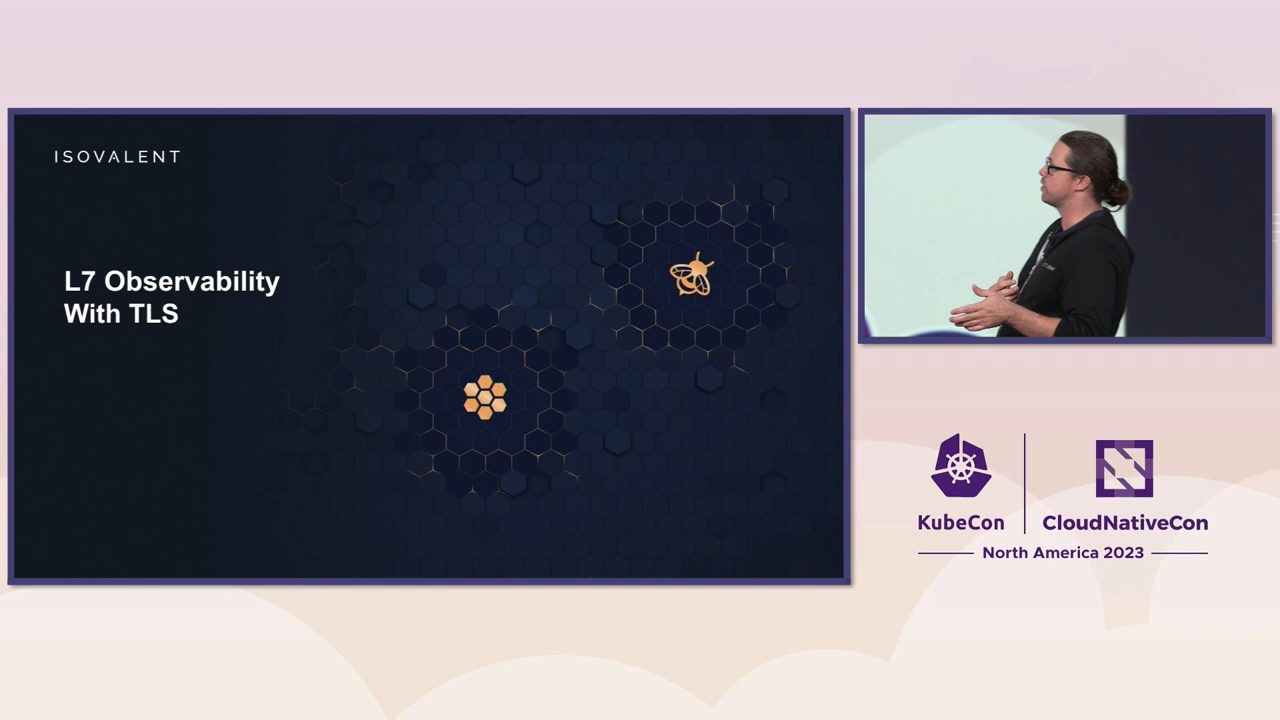 ISOVALENT
L7 Observability
With TLS
KubeCon
CloudNativeCon
North America 2023